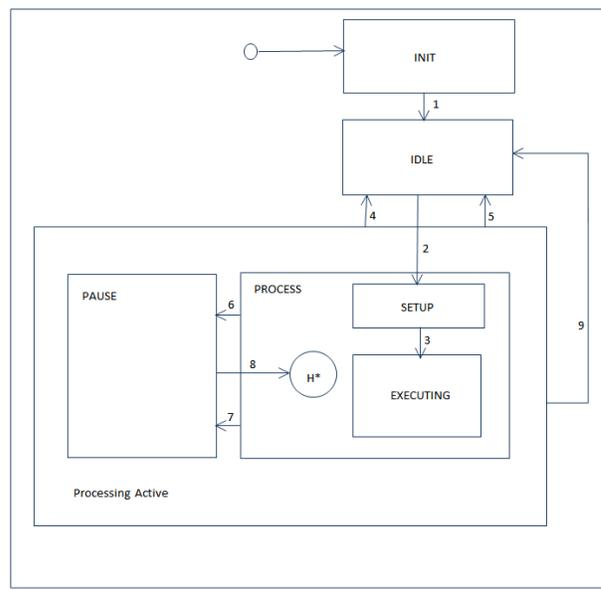 INIT
1
IDLE
4
5
2
9
PAUSE
PROCESS
6
SETUP
3
8
H*
EXECUTING
7
Processing Active